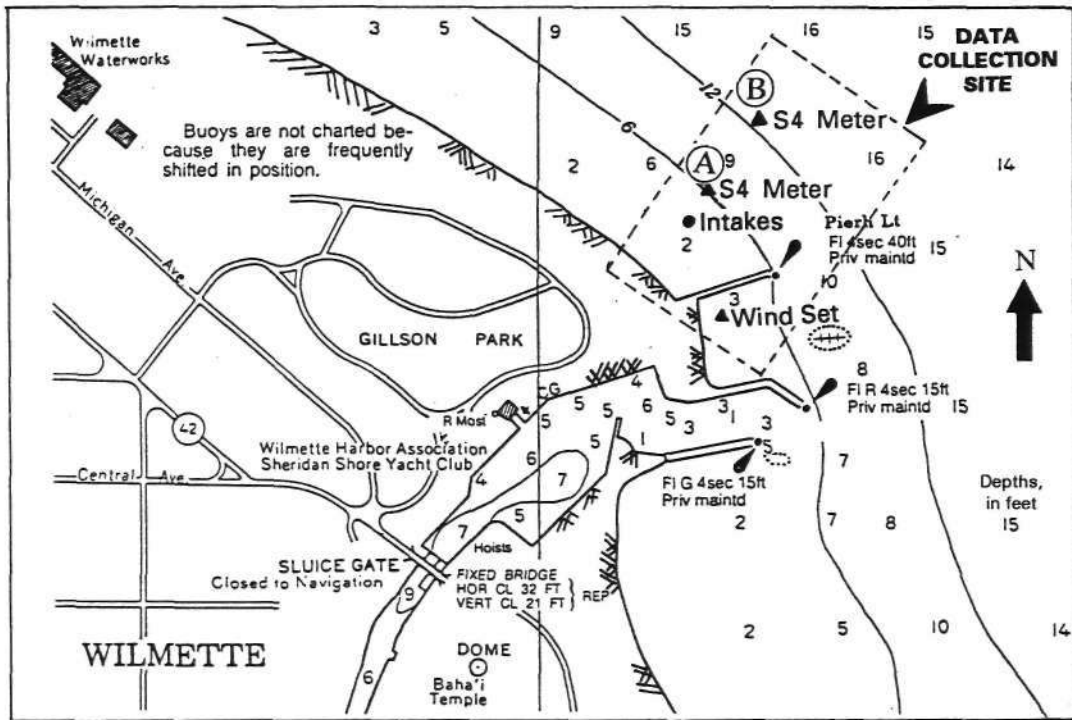 Wilmette
Waterworks
3 5 9 15 16 15
DATA
COLLECTION
SITE
Buoys are not charted be-
cause they are frequently
shifted in position.
12
B
S4 Meter
6
2 6 9 16 14
A
S4 Meter
Intakes
2
Pierh Lt
Fl 4sec 40ft
Priv maintd
15
10
N
Michigan
Ave
3
Wind Set
GILLSON PARK
8
Fl R 4sec 15ft
Priv maintd
15
4
G
R Mast
5 5 5 6 5 3 1 3
5 3
42
Wilmette Harbor Association
Sheridan Shore Yacht Club
5 1 5
Central Ave
4 6 7
Fl G 4sec 15ft
Priv maintd
7
Depths,
in feet
15
5
7
Hoists
2 7 8
SLUICE GATE
Closed to Navigation
FIXED BRIDGE
HOR CL 32 FT
VERT CL 21 FT
REP
9
WILMETTE
DOME
Baha'i
Temple
6
2 5 10 14